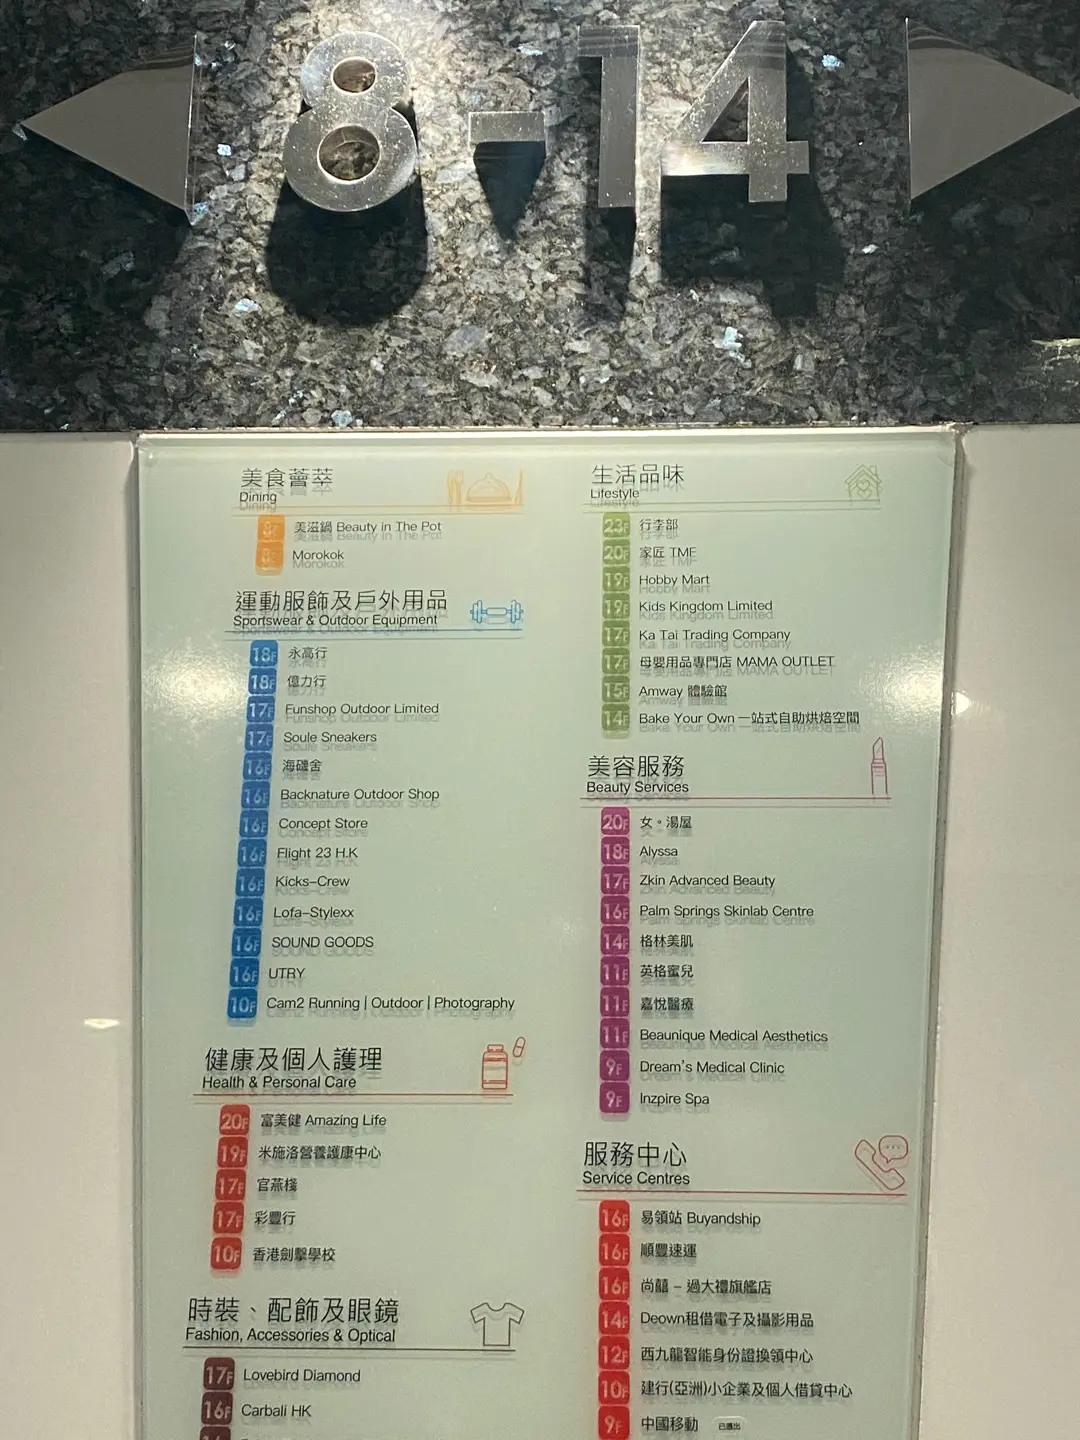 8-14
美食薈萃
Dining
8F 美滋鍋 Beauty in The Pot
8F Morokok
運動服飾及戶外用品
Sportswear & Outdoor Equipment
18F 永高行
18F 億力行
17F Funshop Outdoor Limited
17F Soule Sneakers
16F 海磯舍
16F Backnature Outdoor Shop
16F Concept Store
16F Flight 23 H.K
16F Kicks-Crew
16F Lofa-Stylexx
16F SOUND GOODS
16F UTRY
10F Cam2 Running | Outdoor | Photography
健康及個人護理
Health & Personal Care
20F 富美健 Amazing Life
19F 米施洛營養護康中心
17F 官燕棧
17F 彩豐行
10F 香港劍擊學校
時裝、配飾及眼鏡
Fashion, Accessories & Optical
17F Lovebird Diamond
16F Carbali HK
生活品味
Lifestyle
23F 行李部
20F 家匠 TMF
19F Hobby Mart
19F Kids Kingdom Limited
17F Ka Tai Trading Company
17F 母嬰用品專門店 MAMA OUTLET
15F Amway 體驗館
14F Bake Your Own 一站式自助烘焙空間
美容服務
Beauty Services
20F 女。湯屋
18F Alyssa
17F Zkin Advanced Beauty
16F Palm Springs Skinlab Centre
14F 格林美肌
11F 英格蜜兒
11F 嘉悅醫療
11F Beaunique Medical Aesthetics
9F Dream's Medical Clinic
9F Inzpire Spa
服務中心
Service Centres
16F 易領站 Buyandship
16F 順豐速運
16F 尚囍 - 過大禮旗艦店
14F Deown租借電子及攝影用品
12F 西九龍智能身份證換領中心
10F 建行(亞洲)小企業及個人借貸中心
9F 中國移動 已遷出